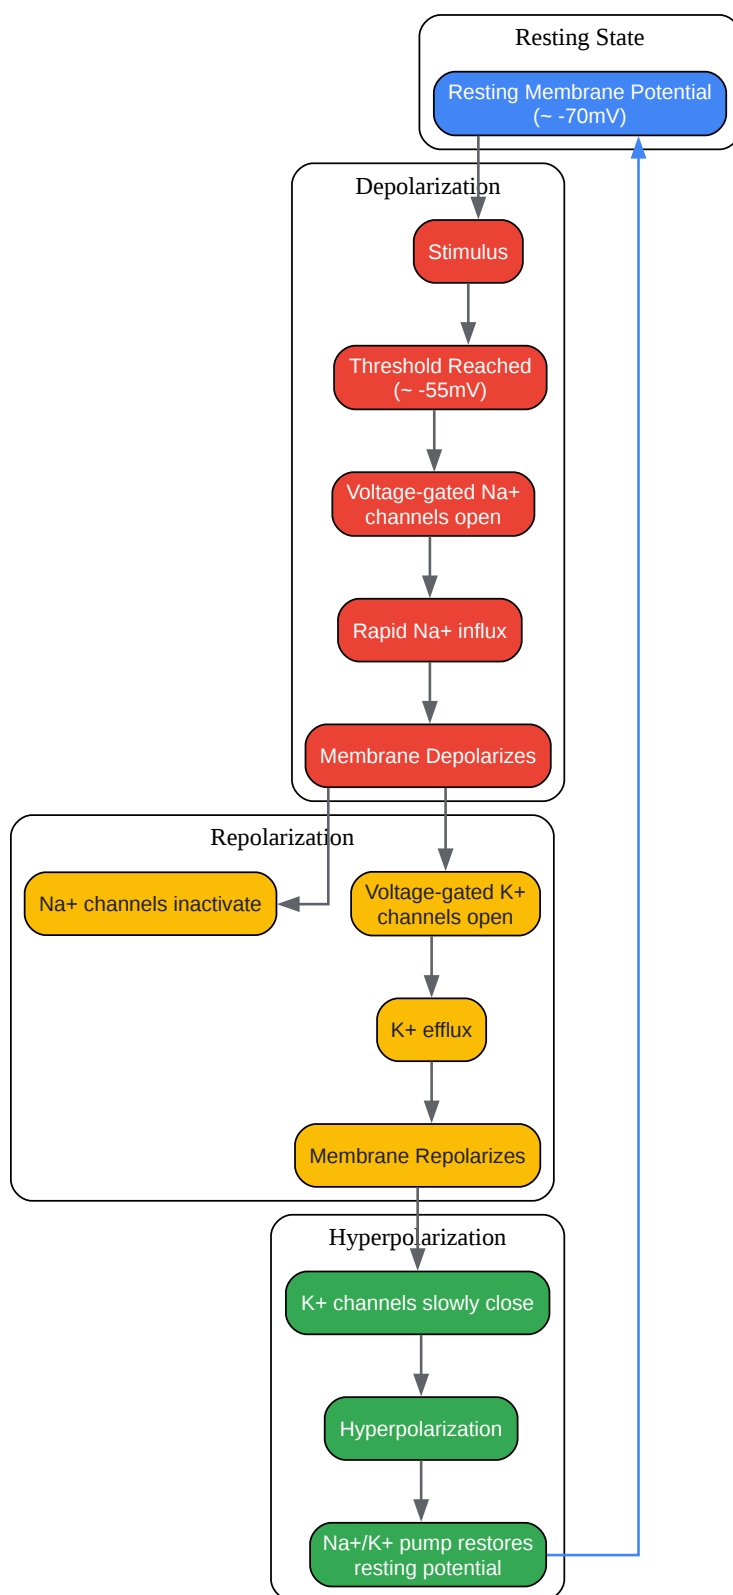 Resting State
Resting Membrane Potential
(~ -70mV)
Depolarization
Stimulus
Threshold Reached
(~ -55mV)
Voltage-gated Na+
channels open
Rapid Na+ influx
Membrane Depolarizes
Repolarization
Na+ channels inactivate
Voltage-gated K+
channels open
K+ efflux
Membrane Repolarizes
Hyperpolarization
K+ channels slowly close
Hyperpolarization
Na+/K+ pump restores
resting potential